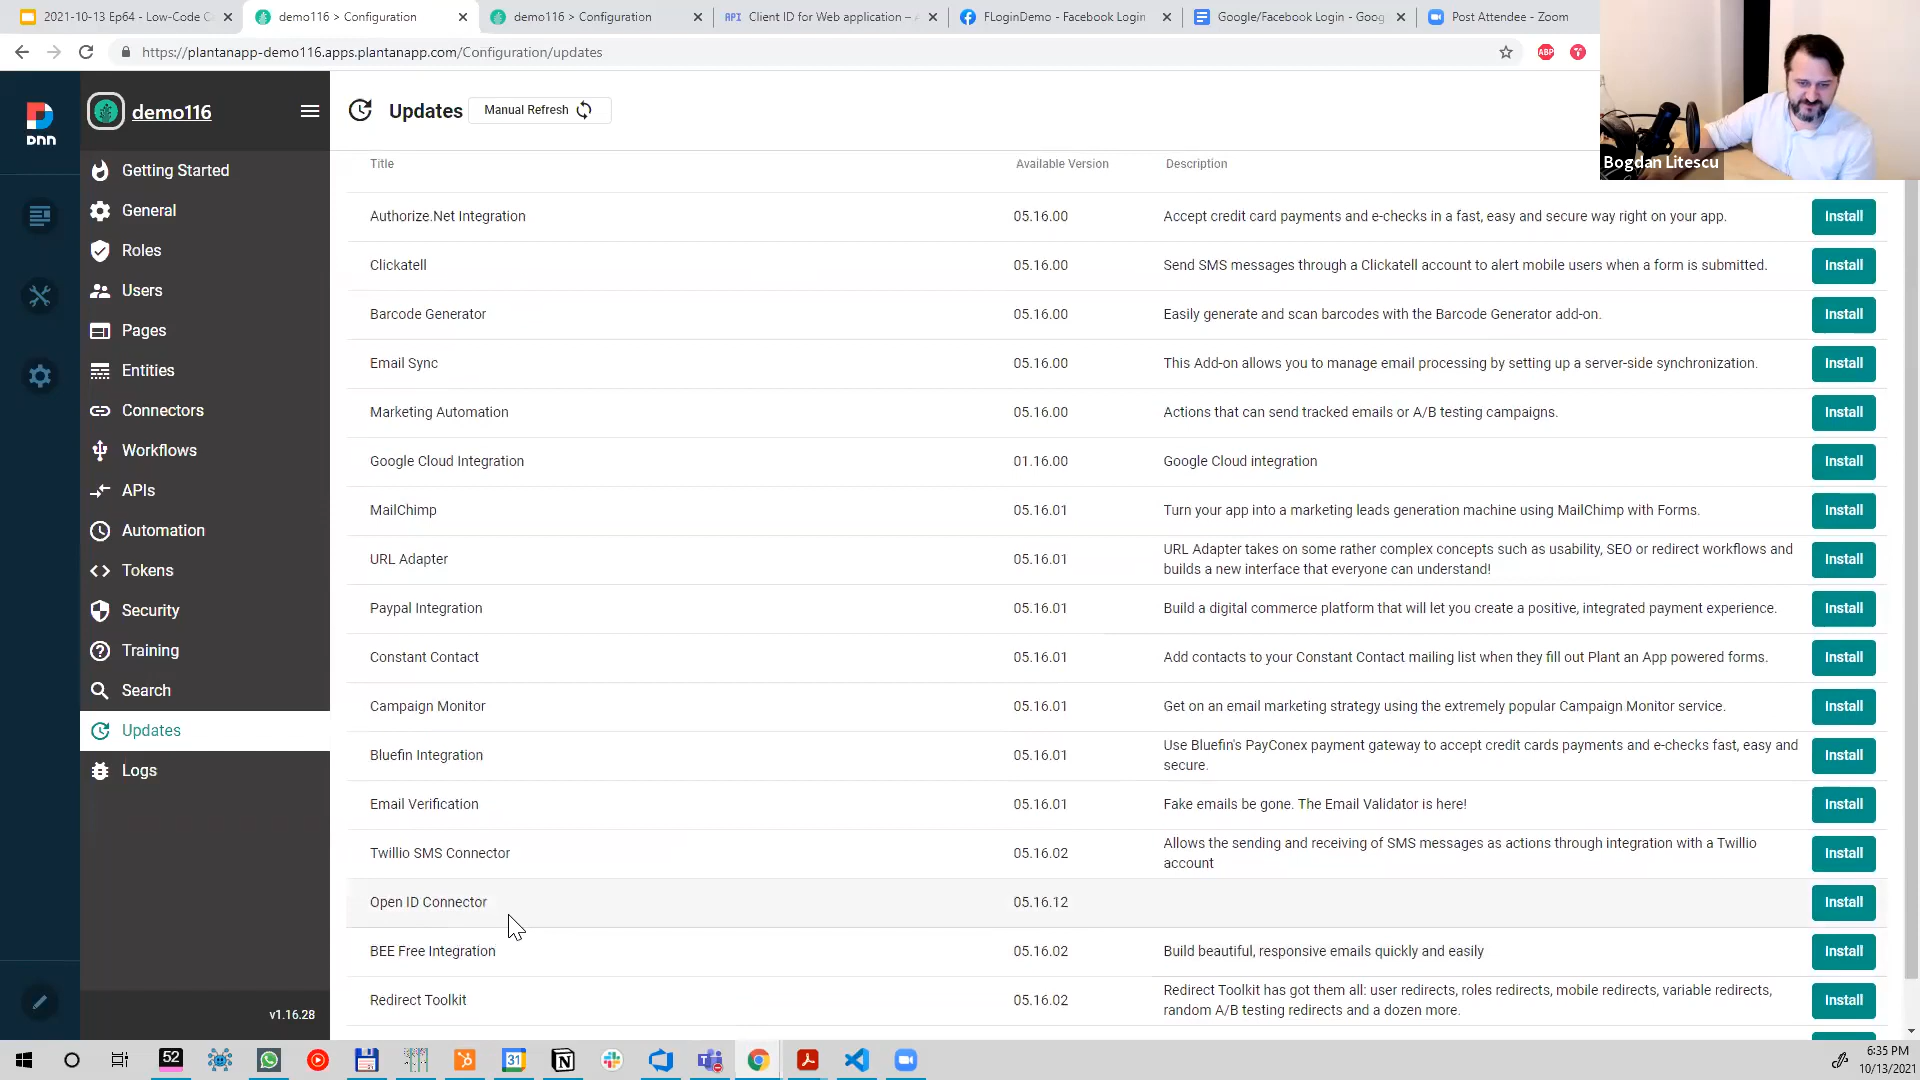 2021-10-13 Ep64 - Low-Code C
demo116 > Configuration
demo116 > Configuration
API Client ID for Web application – A
FLoginDemo - Facebook Login
Google/Facebook Login - Goog
Post Attendee - Zoom
https://plantanapp-demo116.apps.plantanapp.com/Configuration/updates
ABP
Bogdan Litescu
DNN
demo116
Getting Started
General
Roles
Users
Pages
Entities
Connectors
Workflows
APIs
Automation
Tokens
Security
Training
Search
Updates
Logs
v1.16.28
Updates
Manual Refresh
Title
Available Version
Description
Authorize.Net Integration 05.16.00 Accept credit card payments and e-checks in a fast, easy and secure way right on your app. Install
Clickatell 05.16.00 Send SMS messages through a Clickatell account to alert mobile users when a form is submitted. Install
Barcode Generator 05.16.00 Easily generate and scan barcodes with the Barcode Generator add-on. Install
Email Sync 05.16.00 This Add-on allows you to manage email processing by setting up a server-side synchronization. Install
Marketing Automation 05.16.00 Actions that can send tracked emails or A/B testing campaigns. Install
Google Cloud Integration 01.16.00 Google Cloud integration Install
MailChimp 05.16.01 Turn your app into a marketing leads generation machine using MailChimp with Forms. Install
URL Adapter 05.16.01 URL Adapter takes on some rather complex concepts such as usability, SEO or redirect workflows and
builds a new interface that everyone can understand! Install
Paypal Integration 05.16.01 Build a digital commerce platform that will let you create a positive, integrated payment experience. Install
Constant Contact 05.16.01 Add contacts to your Constant Contact mailing list when they fill out Plant an App powered forms. Install
Campaign Monitor 05.16.01 Get on an email marketing strategy using the extremely popular Campaign Monitor service. Install
Bluefin Integration 05.16.01 Use Bluefin's PayConex payment gateway to accept credit cards payments and e-checks fast, easy and
secure. Install
Email Verification 05.16.01 Fake emails be gone. The Email Validator is here! Install
Twillio SMS Connector 05.16.02 Allows the sending and receiving of SMS messages as actions through integration with a Twillio
account Install
Open ID Connector 05.16.12 Install
BEE Free Integration 05.16.02 Build beautiful, responsive emails quickly and easily Install
Redirect Toolkit 05.16.02 Redirect Toolkit has got them all: user redirects, roles redirects, mobile redirects, variable redirects,
random A/B testing redirects and a dozen more. Install
52
31
6:35 PM
10/13/2021